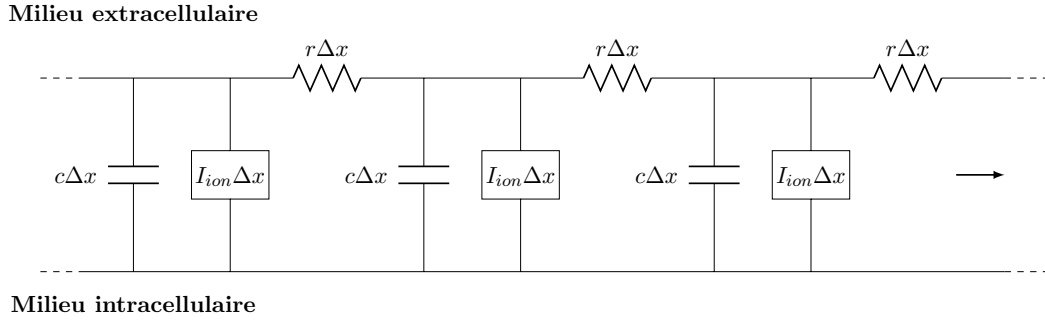 Milieu extracellulaire
rΔx rΔx rΔx
cΔx I_{ion}Δx cΔx I_{ion}Δx cΔx I_{ion}Δx
Milieu intracellulaire